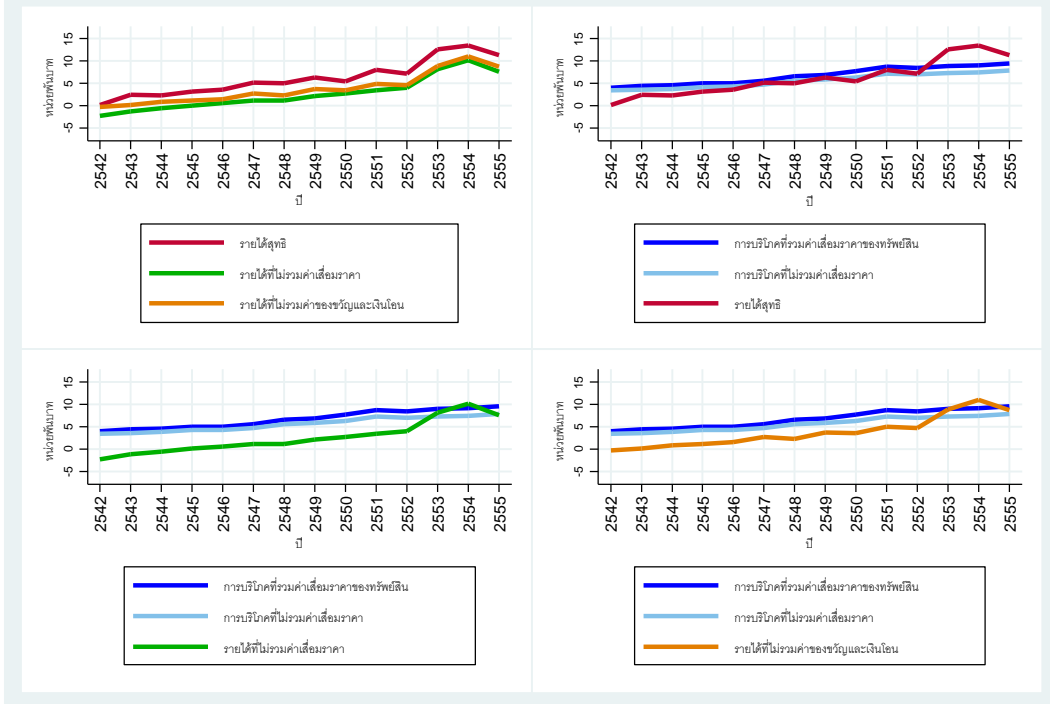 หน่วยพันบาท
15
10
5
0
-5
2542 2543 2544 2545 2546 2547 2548 2549 2550 2551 2552 2553 2554 2555
ปี
รายได้สุทธิ
รายได้ที่ไม่รวมค่าเสื่อมราคา
รายได้ที่ไม่รวมค่าของขวัญและเงินโอน
หน่วยพันบาท
15
10
5
0
-5
2542 2543 2544 2545 2546 2547 2548 2549 2550 2551 2552 2553 2554 2555
ปี
การบริโภคที่รวมค่าเสื่อมราคาของทรัพย์สิน
การบริโภคที่ไม่รวมค่าเสื่อมราคา
รายได้สุทธิ
หน่วยพันบาท
15
10
5
0
-5
2542 2543 2544 2545 2546 2547 2548 2549 2550 2551 2552 2553 2554 2555
ปี
การบริโภคที่รวมค่าเสื่อมราคาของทรัพย์สิน
การบริโภคที่ไม่รวมค่าเสื่อมราคา
รายได้ที่ไม่รวมค่าเสื่อมราคา
หน่วยพันบาท
15
10
5
0
-5
2542 2543 2544 2545 2546 2547 2548 2549 2550 2551 2552 2553 2554 2555
ปี
การบริโภคที่รวมค่าเสื่อมราคาของทรัพย์สิน
การบริโภคที่ไม่รวมค่าเสื่อมราคา
รายได้ที่ไม่รวมค่าของขวัญและเงินโอน